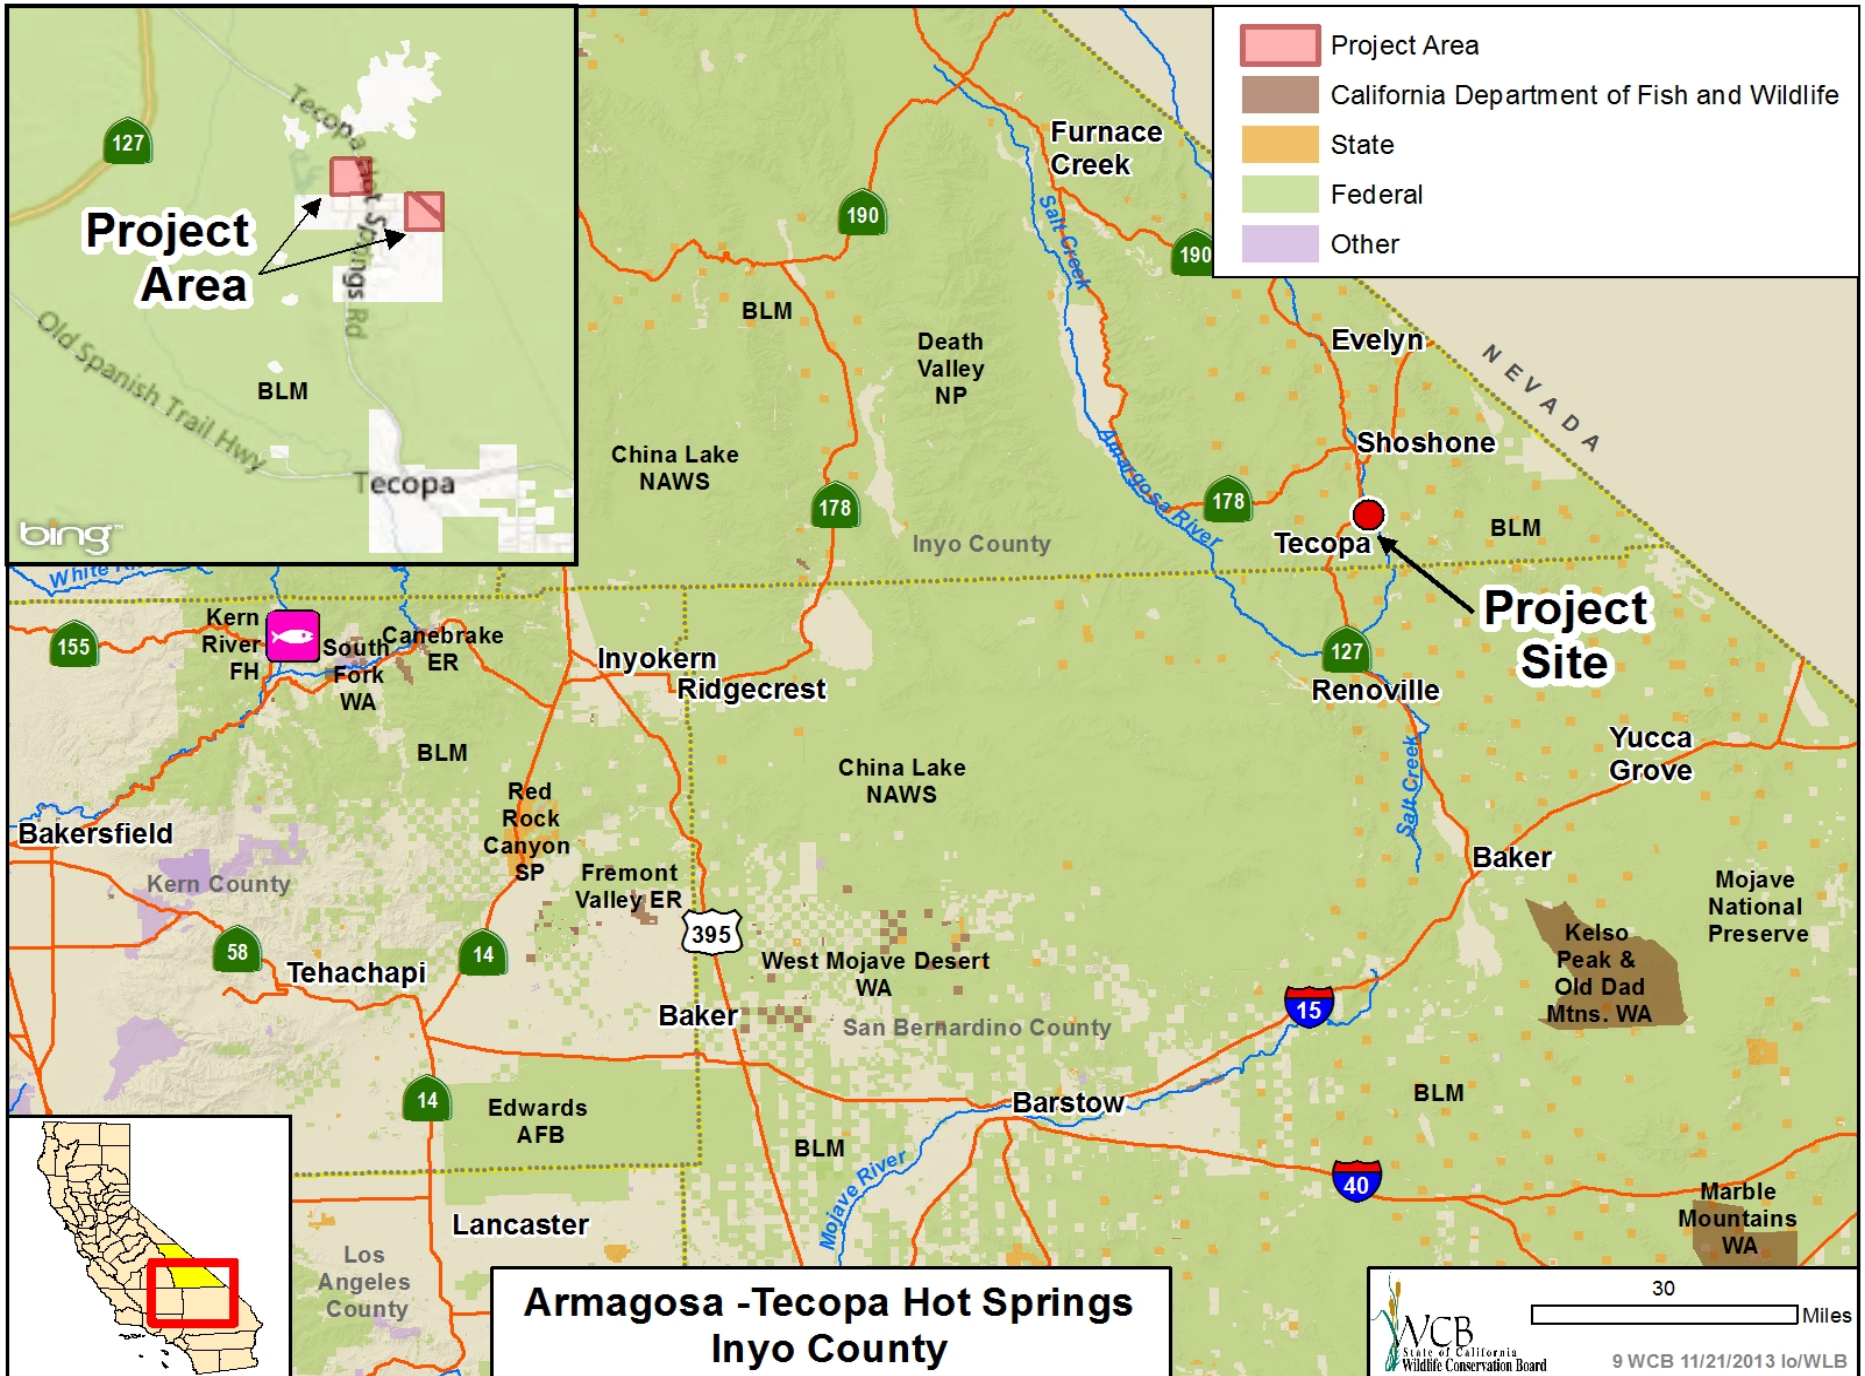 127
Tecopa Hot Springs Rd
Project
Area
Old Spanish Trail Hwy
BLM
Tecopa
bing™
Project Area
California Department of Fish and Wildlife
State
Federal
Other
Furnace
Creek
190
190
Salt Creek
BLM
Death
Valley
NP
Evelyn
NEVADA
China Lake
NAWS
Shoshone
Amargosa River
178
178
Inyo County
Tecopa
BLM
Project
Site
White
155
Kern
River
FH
South
Fork
WA
Canebrake
ER
Inyokern
Ridgecrest
127
Renoville
Yucca
Grove
BLM
China Lake
NAWS
Salt Creek
Red
Rock
Canyon
SP
Bakersfield
Kern County
Fremont
Valley ER
Baker
Mojave
National
Preserve
395
58
14
Tehachapi
West Mojave Desert
WA
Kelso
Peak &
Old Dad
Mtns. WA
Baker
San Bernardino County
15
14
Edwards
AFB
Barstow
BLM
BLM
Mojave River
40
Marble
Mountains
WA
Lancaster
Los
Angeles
County
Armagosa -Tecopa Hot Springs
Inyo County
30
Miles
WCB
State of California
Wildlife Conservation Board
9 WCB 11/21/2013 lo/WLB